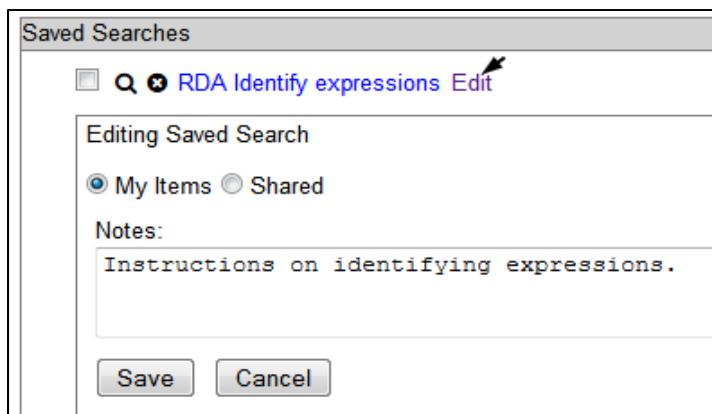 Saved Searches
RDA Identify expressions Edit
Editing Saved Search
My Items Shared
Notes:
Instructions on identifying expressions.
Save Cancel